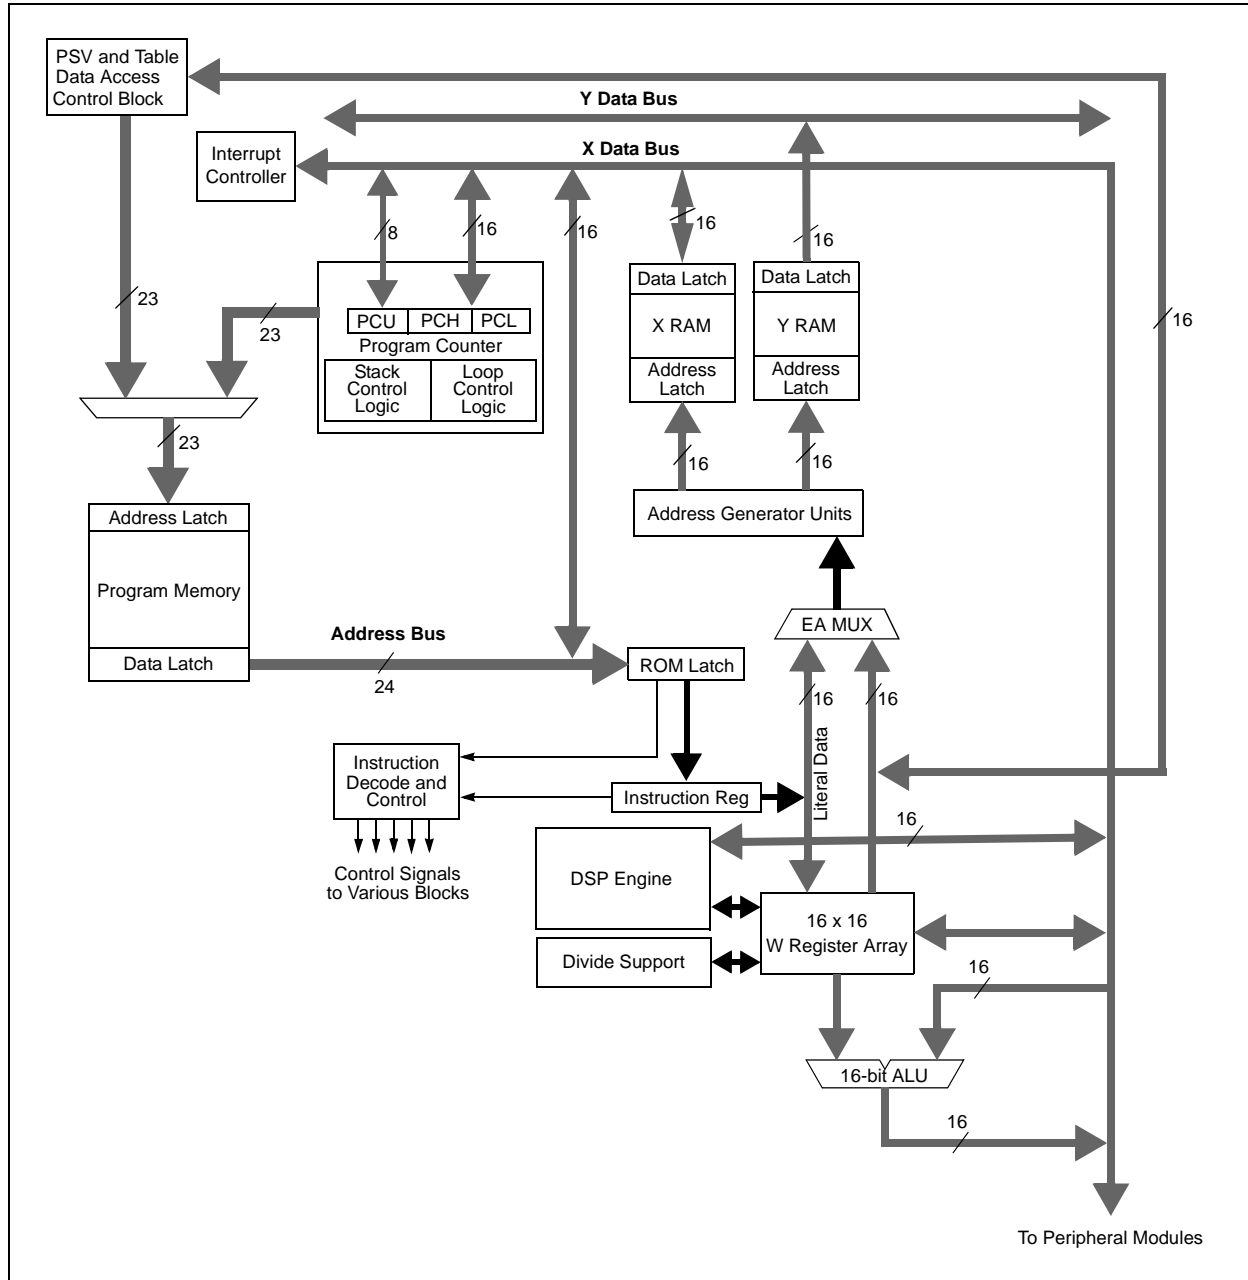 PSV and Table
Data Access
Control Block
Y Data Bus
Interrupt
Controller
X Data Bus
8
16
16
16
16
23
23
16
PCU
PCH
PCL
Program Counter
Stack
Control
Logic
Loop
Control
Logic
Data Latch
X RAM
Address
Latch
Data Latch
Y RAM
Address
Latch
23
16
16
Address Latch
Program Memory
Data Latch
Address Generator Units
EA MUX
Address Bus
24
ROM Latch
16
16
Literal Data
Instruction
Decode and
Control
Instruction Reg
Control Signals
to Various Blocks
16
DSP Engine
16 x 16
W Register Array
Divide Support
16
16-bit ALU
16
To Peripheral Modules